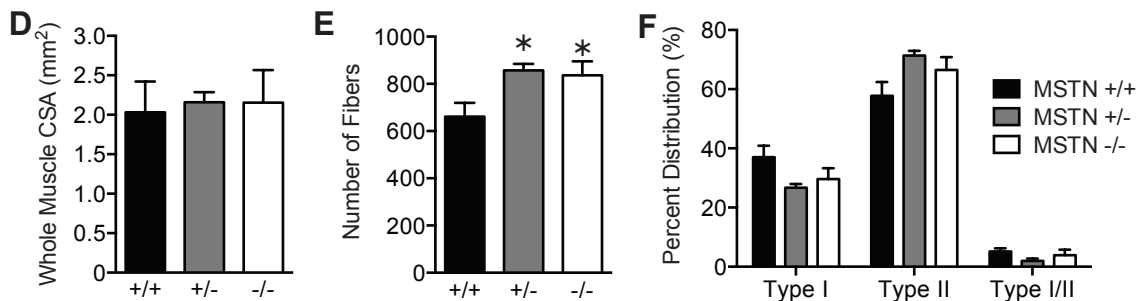 D
Whole Muscle CSA (mm²)
3.0
2.5
2.0
1.5
1.0
0.5
0
+/+ +/- -/-
E
Number of Fibers
1000
800
600
400
200
0
* *
+/+ +/- -/-
F
Percent Distribution (%)
80
60
40
20
0
Type I Type II Type I/II
MSTN +/+
MSTN +/-
MSTN -/-